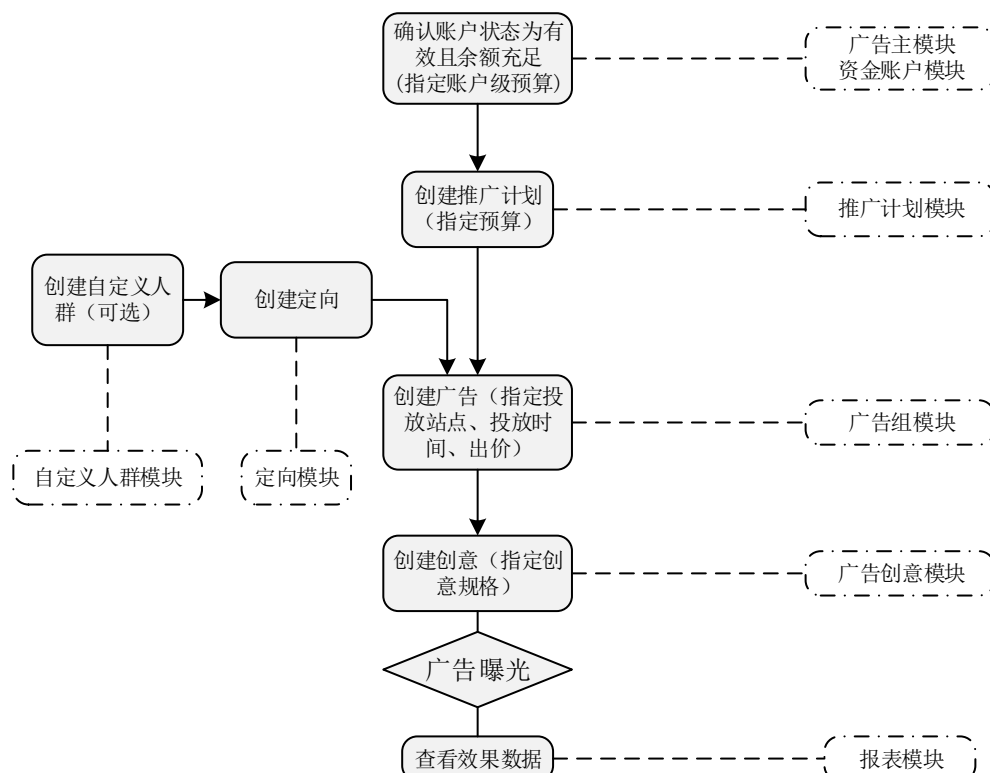 确认账户状态为有
效且余额充足
(指定账户级预算)
广告主模块
资金账户模块
创建推广计划
（指定预算）
推广计划模块
创建自定义人
群（可选）
创建定向
创建广告（指定投
放站点、投放时
间、出价）
广告组模块
自定义人群模块
定向模块
创建创意（指定创
意规格）
广告创意模块
广告曝光
查看效果数据
报表模块